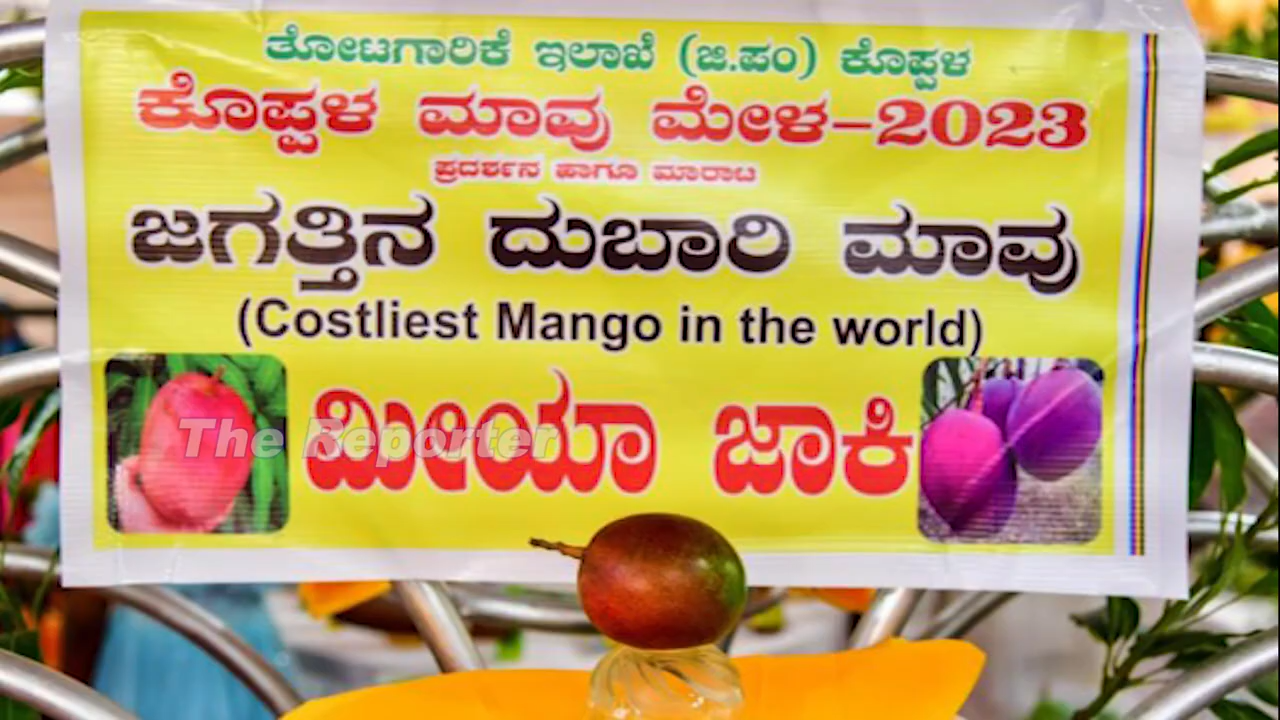 ತೋಟಗಾರಿಕೆ ಇಲಾಖೆ (ಜಿ.ಪಂ) ಕೊಪ್ಪಳ
ಕೊಪ್ಪಳ ಮಾವು ಮೇಳ-2023
ಪ್ರದರ್ಶನ ಹಾಗೂ ಮಾರಾಟ
ಜಗತ್ತಿನ ದುಬಾರಿ ಮಾವು
(Costliest Mango in the world)
ಮೀಯಾ ಜಾಕಿ
The Reporter